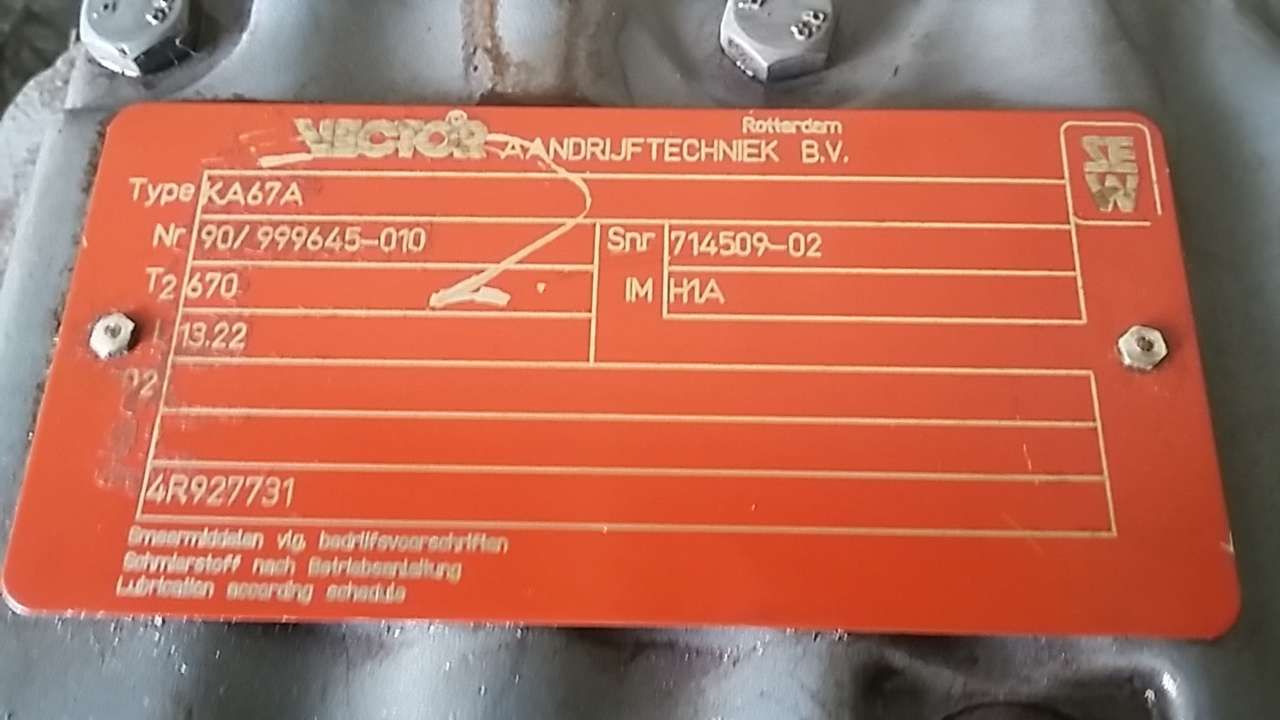 VECTOR Rotterdam
AANDRIJFTECHNIEK B.V.
SEW
Type KA67A
Nr 90/999645-010 Snr 714509-02
T2 670 IM H1A
13.22
4R927731
Smeermiddelen vlg. bedrijfsvoorschriften
Schmierstoff nach Betriebsanleitung
Lubrication according schedule